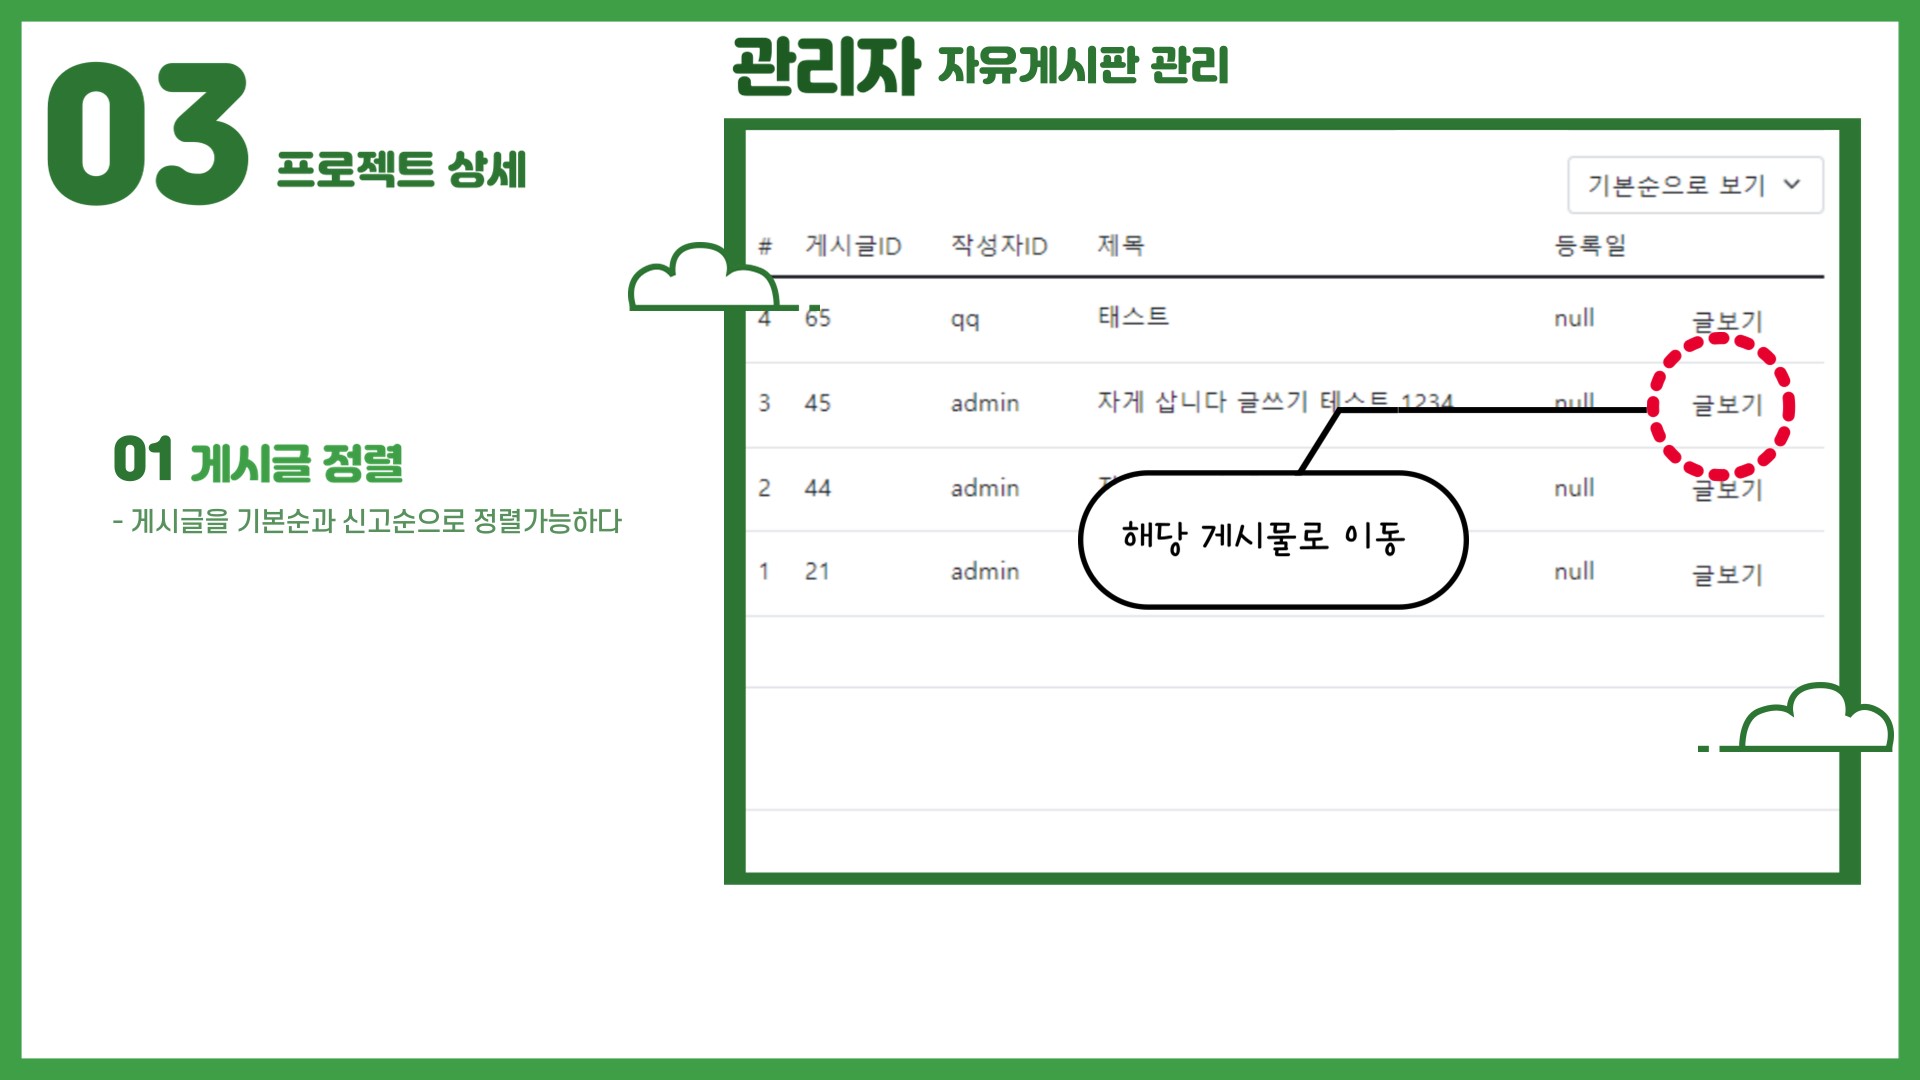 03 프로젝트 상세
관리자 자유게시판 관리
01 게시글 정렬
- 게시글을 기본순과 신고순으로 정렬가능하다
기본순으로 보기
# 게시글ID 작성자ID 제목 등록일
4 65 qq 태스트 null 글보기
3 45 admin 자게 삽니다 글쓰기 테스트 1234 null 글보기
2 44 admin null 글보기
해당 게시물로 이동
1 21 admin null 글보기